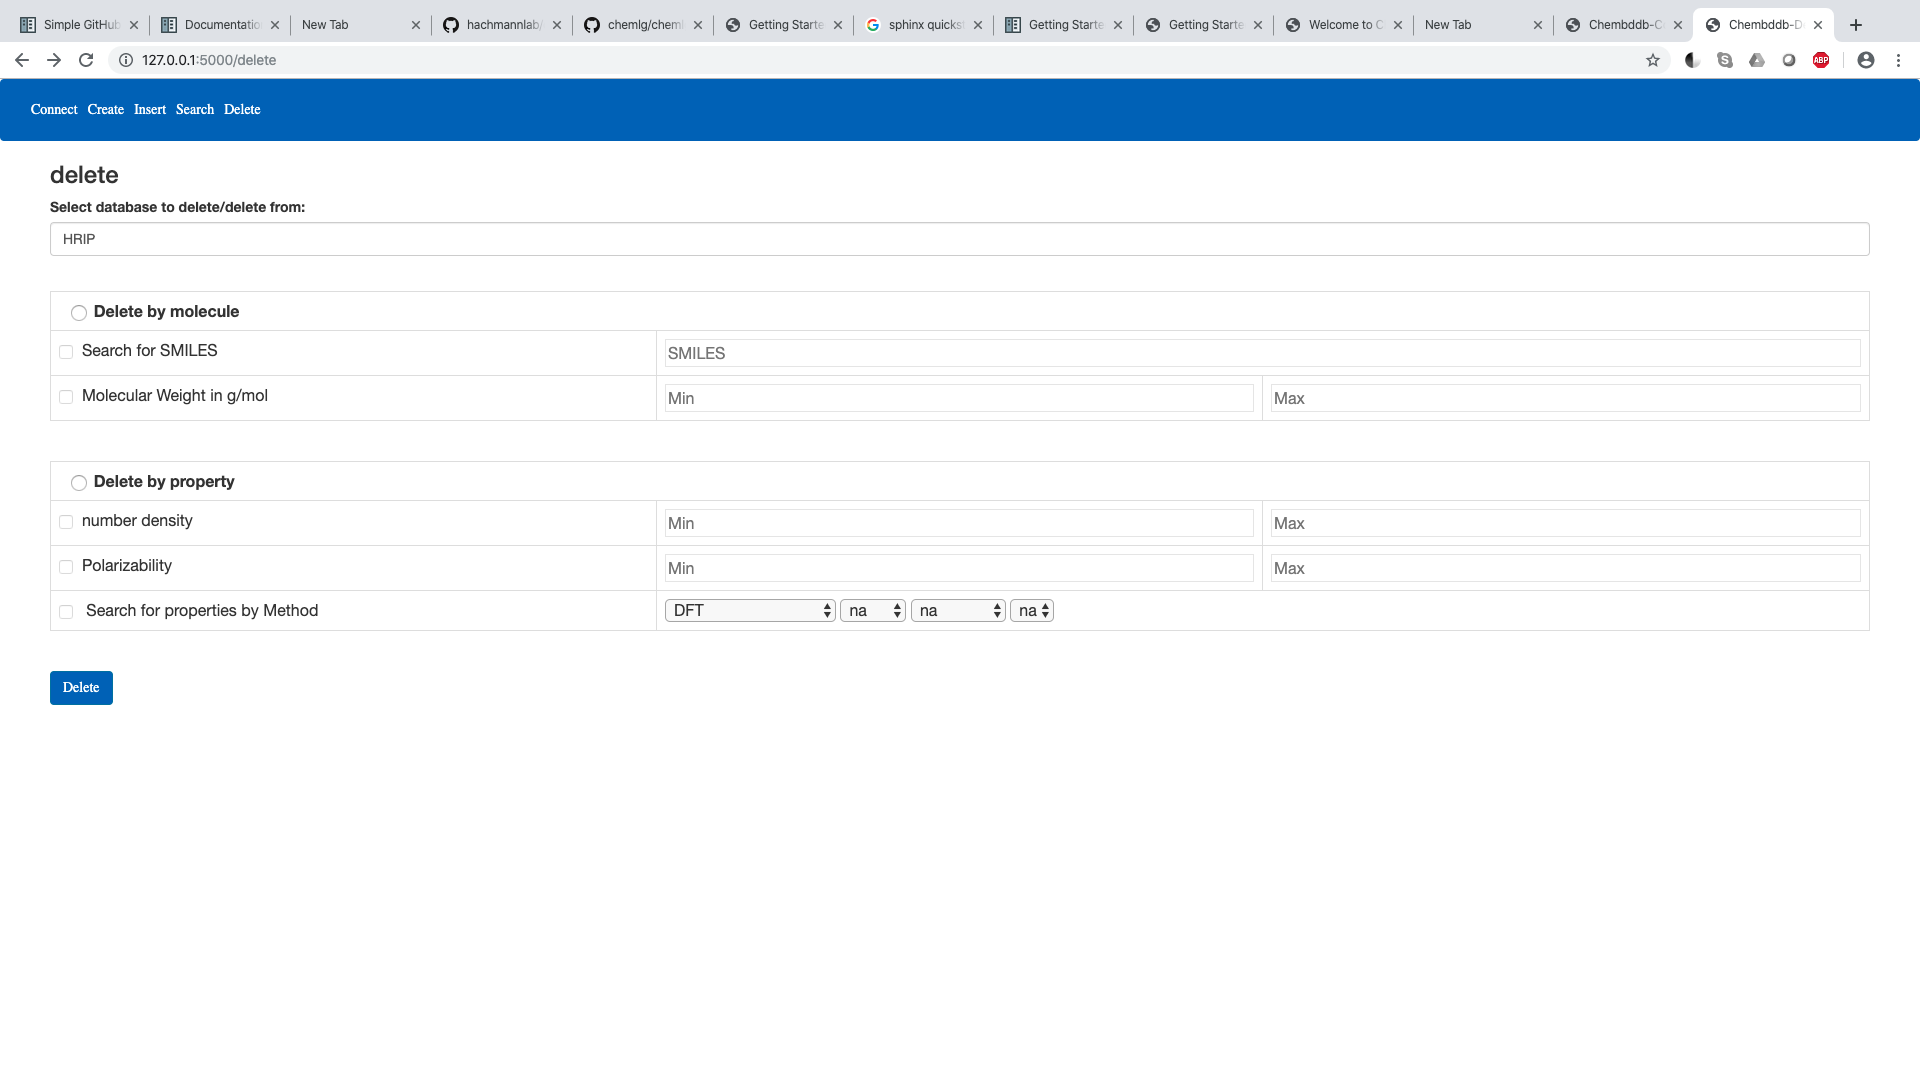 Simple GitHub
Documentatio
New Tab
hachmannlab/
chemlg/cheml
Getting Starte
sphinx quickst
Getting Starte
Getting Starte
Welcome to C
New Tab
Chembddb-C
Chembddb-D
127.0.0.1:5000/delete
ABP
Connect Create Insert Search Delete
delete
Select database to delete/delete from:
HRIP
Delete by molecule
Search for SMILES
SMILES
Molecular Weight in g/mol
Min
Max
Delete by property
number density
Min
Max
Polarizability
Min
Max
Search for properties by Method
DFT
na
na
na
Delete